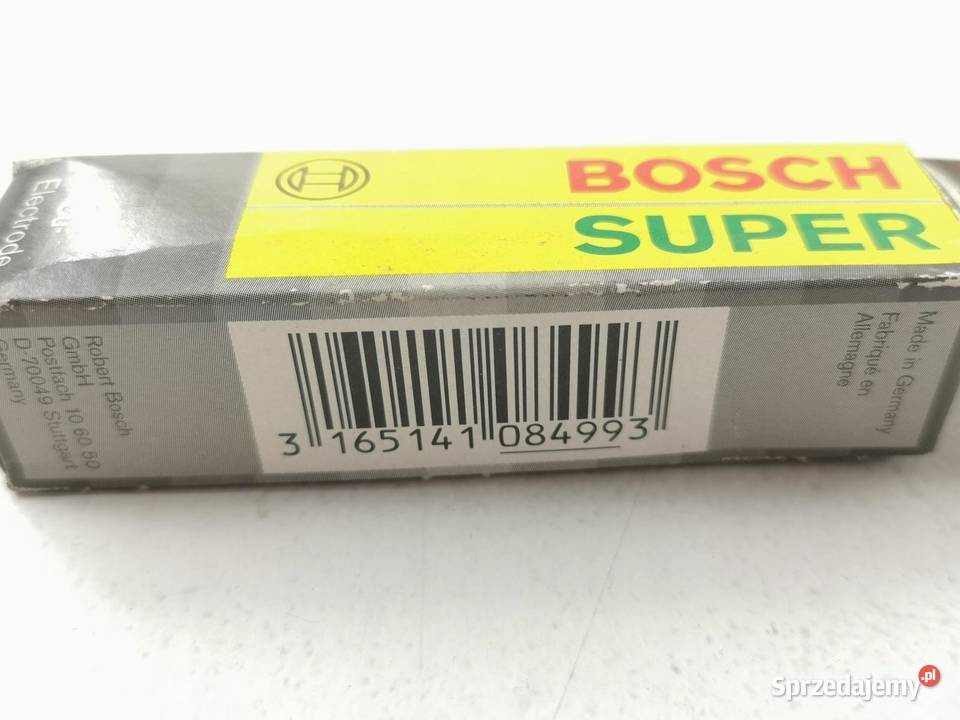 BOSCH
SUPER
Cu-
Electrode
Robert Bosch
GmbH
Postfach 10 60 50
D-70049 Stuttgart
Germany
3 165141 084993
Made in Germany
Fabriqué en
Allemagne
Sprzedajemy.pl